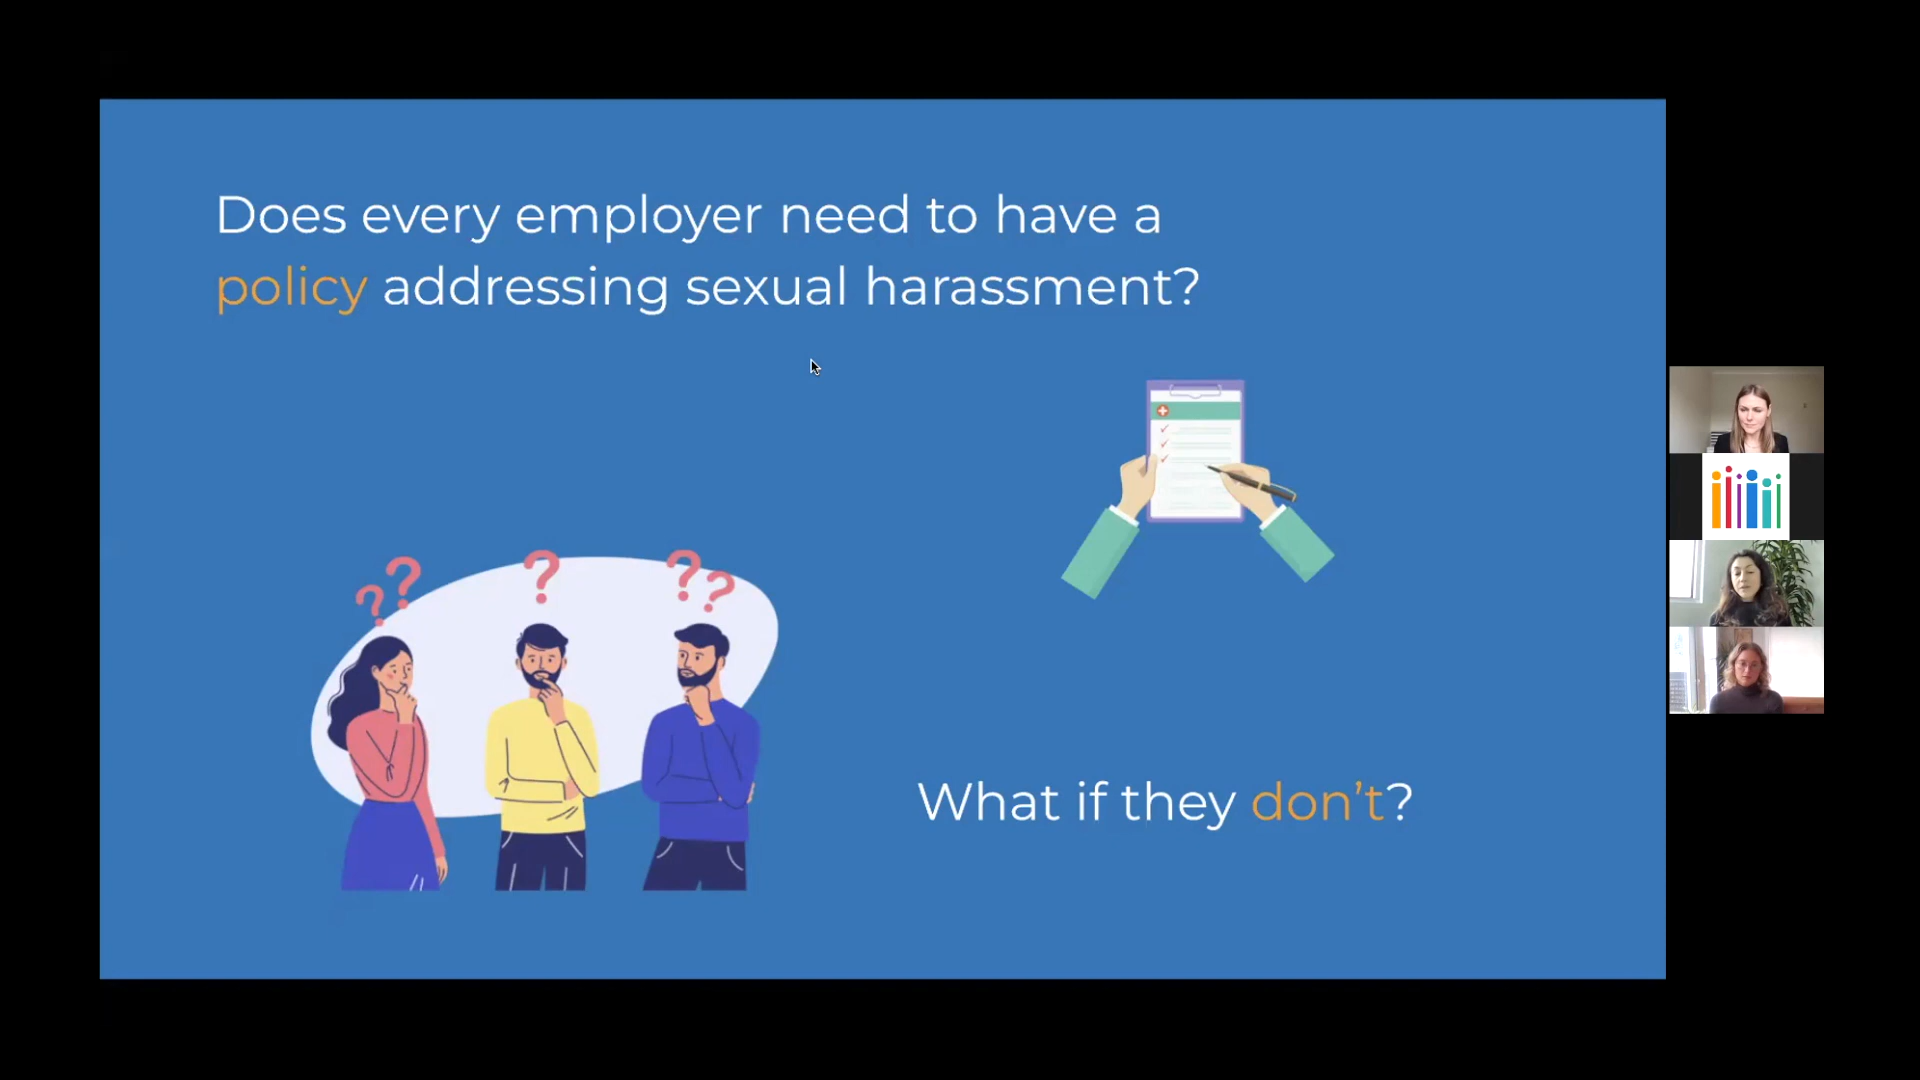 Does every employer need to have a
policy addressing sexual harassment?
?? ? ??
What if they don't?